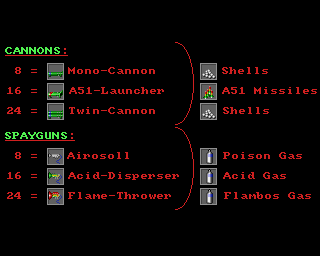 CANNONS:
8 = Mono-Cannon Shells
16 = A51-Launcher A51 Missiles
24 = Twin-Cannon Shells
SPAYGUNS:
8 = Airosoll Poison Gas
16 = Acid-Disperser Acid Gas
24 = Flame-Thrower Flambos Gas